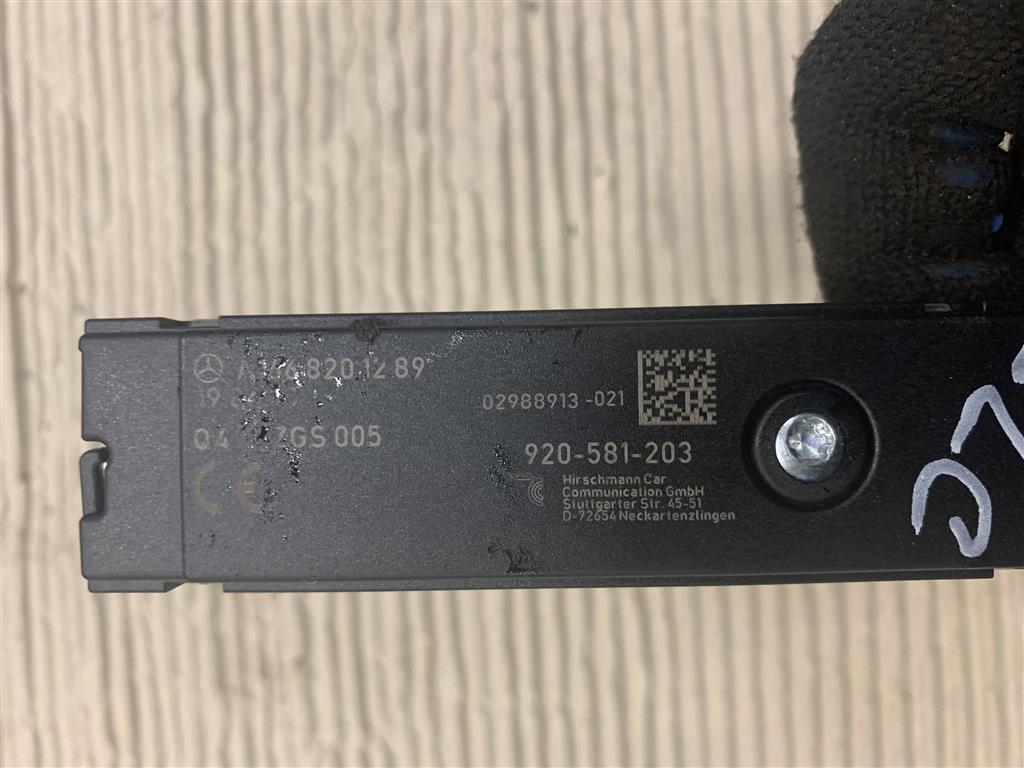 820 12 89
GS 005
CE
02988913-021
920-581-203
Hirschmann Car
Communication GmbH
Stuttgarter Str. 45-51
D-72654 Neckartenzlingen